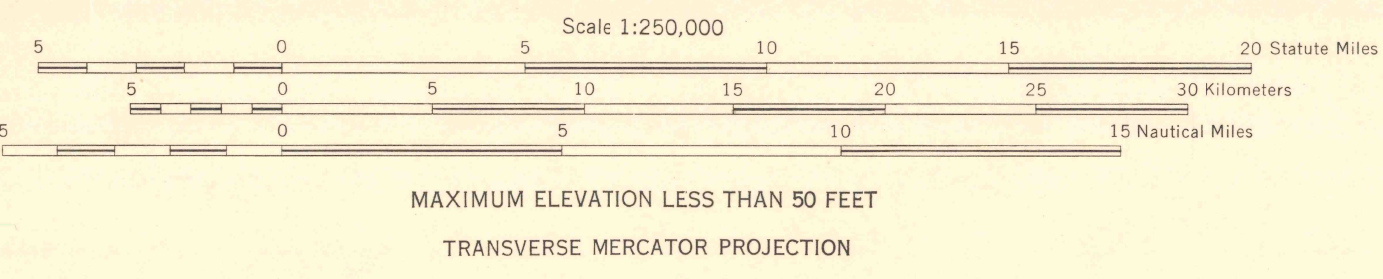 Scale 1:250,000
5 0 5 10 15 20 Statute Miles
5 0 5 10 15 20 25 30 Kilometers
5 0 5 10 15 Nautical Miles
MAXIMUM ELEVATION LESS THAN 50 FEET
TRANSVERSE MERCATOR PROJECTION